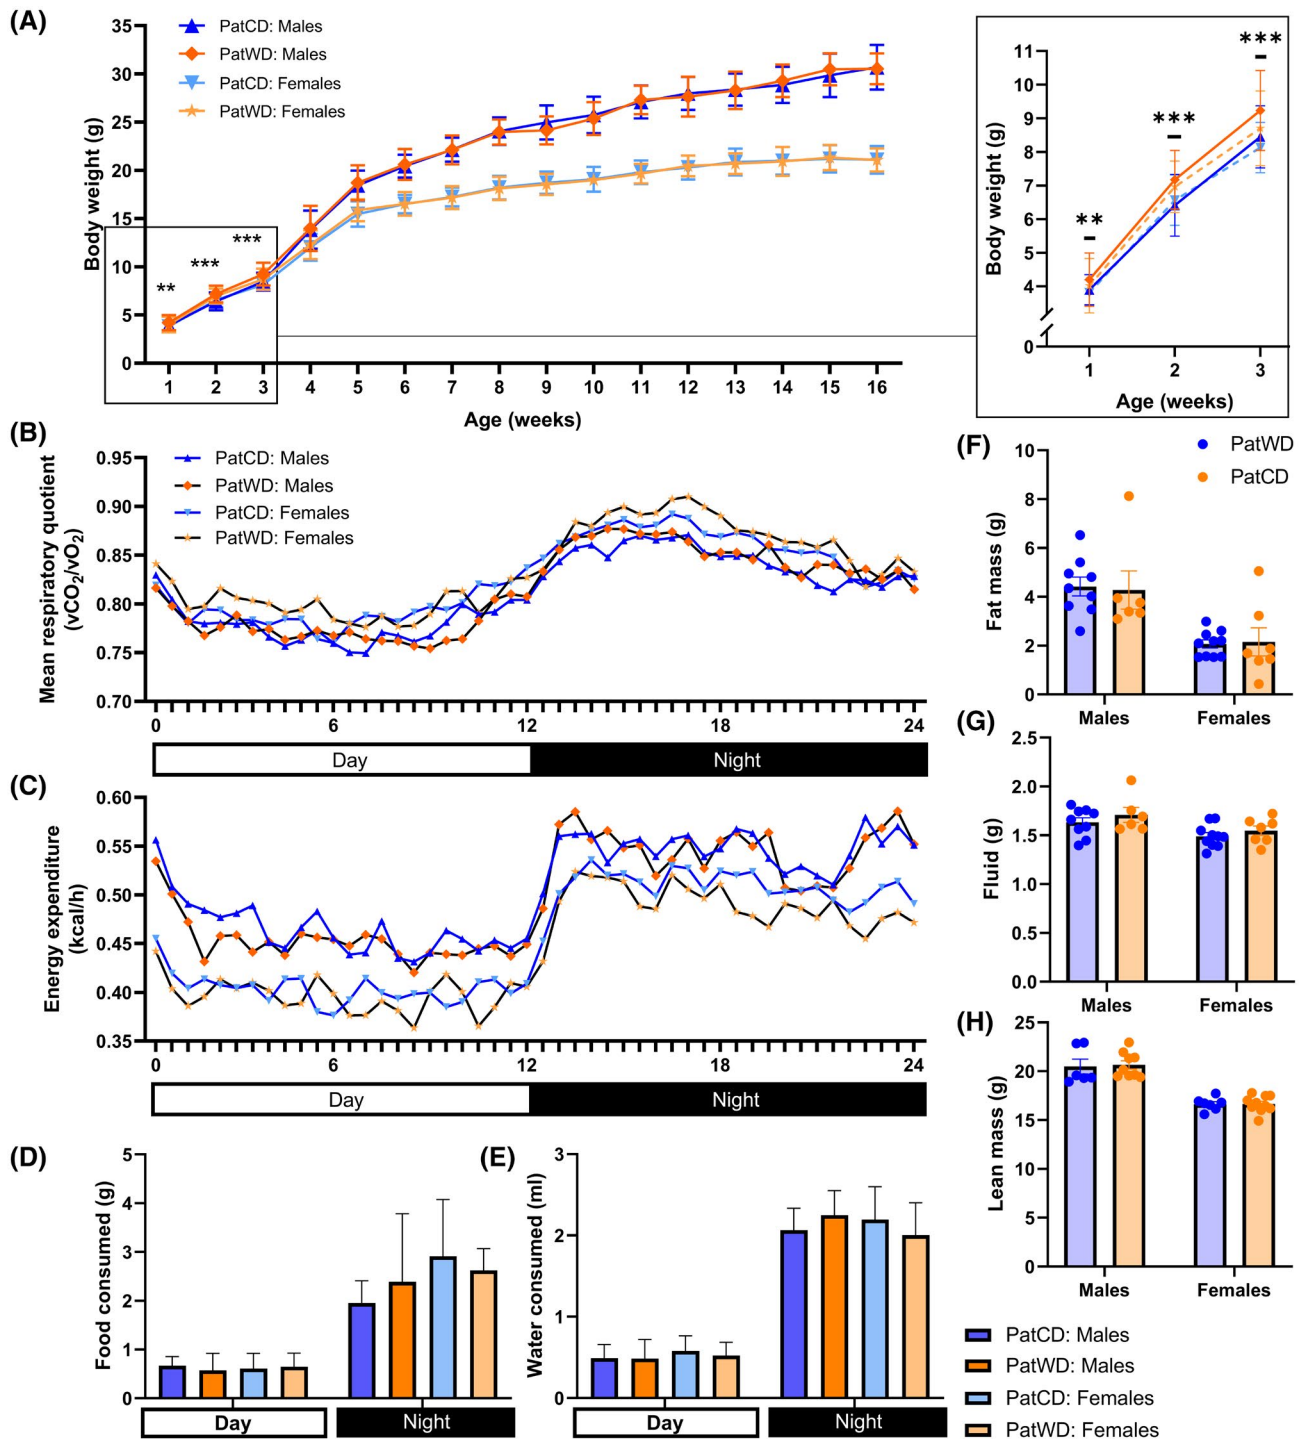 (A)
PatCD: Males
PatWD: Males
PatCD: Females
PatWD: Females
Body weight (g)
35
30
25
20
15
10
5
0
** *** ***
1 2 3 4 5 6 7 8 9 10 11 12 13 14 15 16
Age (weeks)
Body weight (g)
11
10
9
8
7
6
5
4
0
** *** ***
1 2 3
Age (weeks)
(B)
PatCD: Males
PatWD: Males
PatCD: Females
PatWD: Females
Mean respiratory quotient
(vCO2/vO2)
0.95
0.90
0.85
0.80
0.75
0.70
0 6 12 18 24
Day Night
(C)
Energy expenditure
(kcal/h)
0.60
0.55
0.50
0.45
0.40
0.35
0 6 12 18 24
Day Night
(D)
Food consumed (g)
5
4
3
2
1
0
Day Night
(E)
Water consumed (ml)
3
2
1
0
Day Night
(F)
PatWD
PatCD
Fat mass (g)
10
8
6
4
2
0
Males Females
(G)
Fluid (g)
2.5
2.0
1.5
1.0
0.5
0.0
Males Females
(H)
Lean mass (g)
25
20
15
10
5
0
Males Females
PatCD: Males
PatWD: Males
PatCD: Females
PatWD: Females